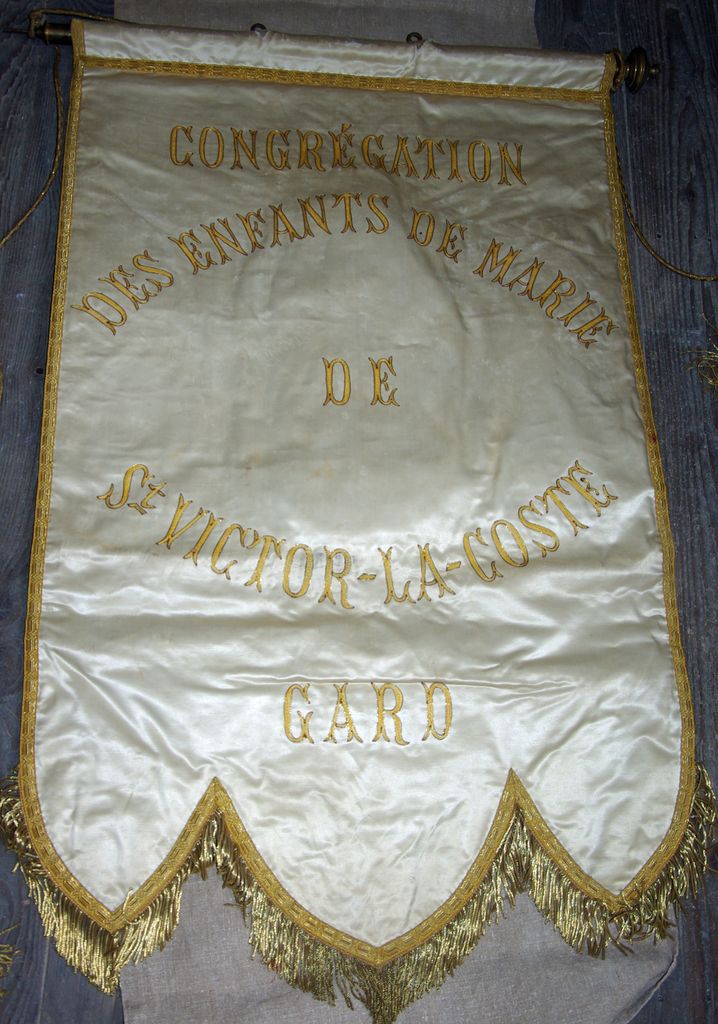 CONGRÉGATION
DES ENFANTS DE MARIE
DE
St VICTOR-LA-COSTE
GARD